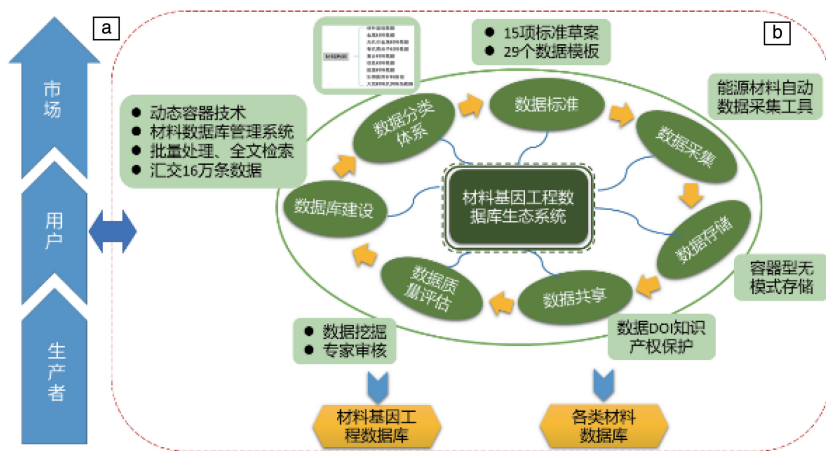 a
市
场
用
户
生
产
者
b
15项标准草案
29个数据模板
能源材料自动
数据采集工具
动态容器技术
材料数据库管理系统
批量处理、全文检索
汇交16万条数据
数据分类
体系
数据标准
数据采集
数据存储
数据共享
数据质
量评估
数据库建设
材料基因工程数
据库生态系统
容器型无
模式存储
数据挖掘
专家审核
数据DOI知识
产权保护
材料基因工
程数据库
各类材料
数据库